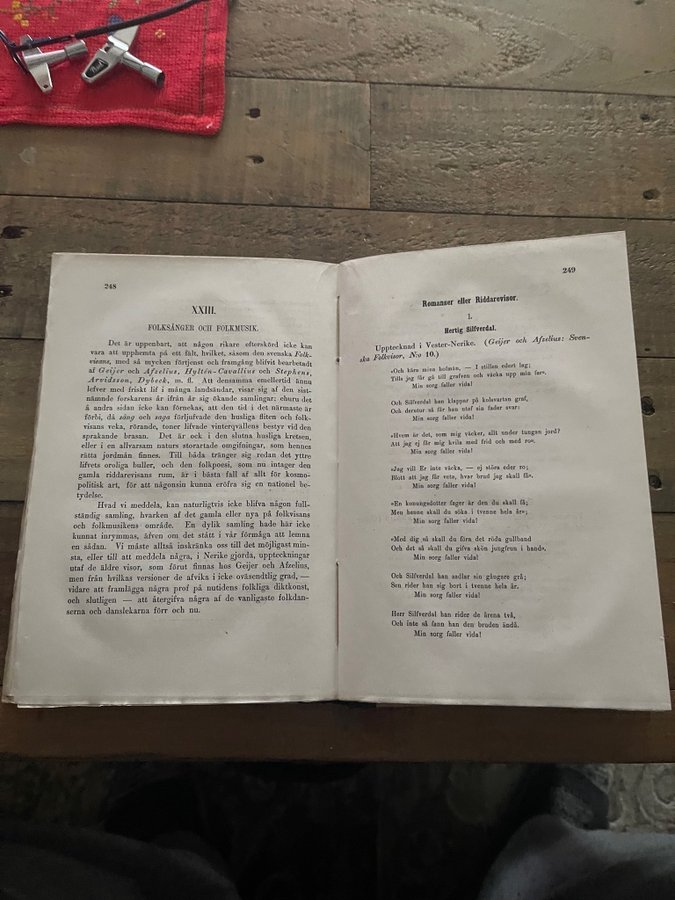 248
XXIII.
FOLKSÅNGER OCH FOLKMUSIK.
Det är uppenbart, att någon rikare efterskörd icke kan
vara att upphemta på ett fält, hvilket, såsom den svenska Folk-
visans, med så mycken förtjenst och framgång blifvit bearbetadt
af Geijer och Afzelius, Hyltén-Cavallius och Stephens,
Arvidsson, Dybeck, m. fl. Att densamma emellertid ännu
lefver med friskt lif i många landsändar, visar sig af den sist-
nämnde forskarens år ifrån år sig ökande samlingar: churu det
å andra sidan icke kan förnekas, att den tid i det närmaste är
förbi, då sång och saga förljufvade den husliga fliten och folk-
visans veka, rörande, toner lifvade vinterqvällens bestyr vid den
sprakande brasan. Det är ock i den slutna husliga kretsen,
eller i en allvarsam naturs storartade omgifningar, som hennes
rätta jordmån finnes. Till båda tränger sig redan det yttre
lifvets oroliga buller, och den folkpoesi, som nu intager den
gamla riddarevisans rum, är i bästa fall af allt för kosmo-
politisk art, för att någonsin kunna eröfra sig en nationel be-
tydelse.
Hvad vi meddela, kan naturligtvis icke blifva någon full-
ständig samling, hvarken af det gamla eller nya på folkvisans
och folkmusikens område. En dylik samling hade här icke
kunnat inrymmas, äfven om det stått i vår förmåga att lemna
en sådan. Vi måste alltså inskränka oss till det möjligast min-
sta, eller till att meddela några, i Nerike gjorda, uppteckningar
utaf de äldre visor, som förut finnas hos Geijer och Afzelius,
men från hvilkas versioner de afvika i icke oväsendtlig grad, —
vidare att framlägga några prof på nutidens folkliga diktkonst,
och slutligen — att återgifva några af de vanligaste folkdan-
serna och danslekarna förr och nu.
249
Romanser eller Riddarevisor.
1.
Hertig Silfverdal.
Upptecknad i Vester-Nerike. (Geijer och Afzelius: Sven-
ska Folkvisor, N:o 10.)
«Och kära mina hofmän, — I stillen edert lag;
Tills jag får gå till grafven och väcka upp min far».
Min sorg faller vida!
Och Silfverdal han klappar på kolsvartan graf,
Och derutur så får han utaf sin fader svar:
Min sorg faller vida!
«Hvem är det, som mig väcker, allt under tungan jord?
Att jag ej får mig hvila med frid och med ro»,
Min sorg faller vida!
«Jag vill Er inte väcka, — ej störa eder ro;
Blott att jag får veta, hvar brud jag skall få».
Min sorg faller vida!
«En konungsdotter fager är den du skall få;
Men henne skall du söka i tvenne hela år»;
Min sorg faller vida!
«Med dig så skall du föra det röda gullband
Och det så skall du gifva skön jungfrun i hand»,
Min sorg faller vida!
Och Silfverdal han sadlar sin gångare grå;
Sen rider han sig bort i tvenne hela år.
Min sorg faller vida!
Herr Silfverdal han rider de årena två,
Och inte så fann han den bruden ändå.
Min sorg faller vida!